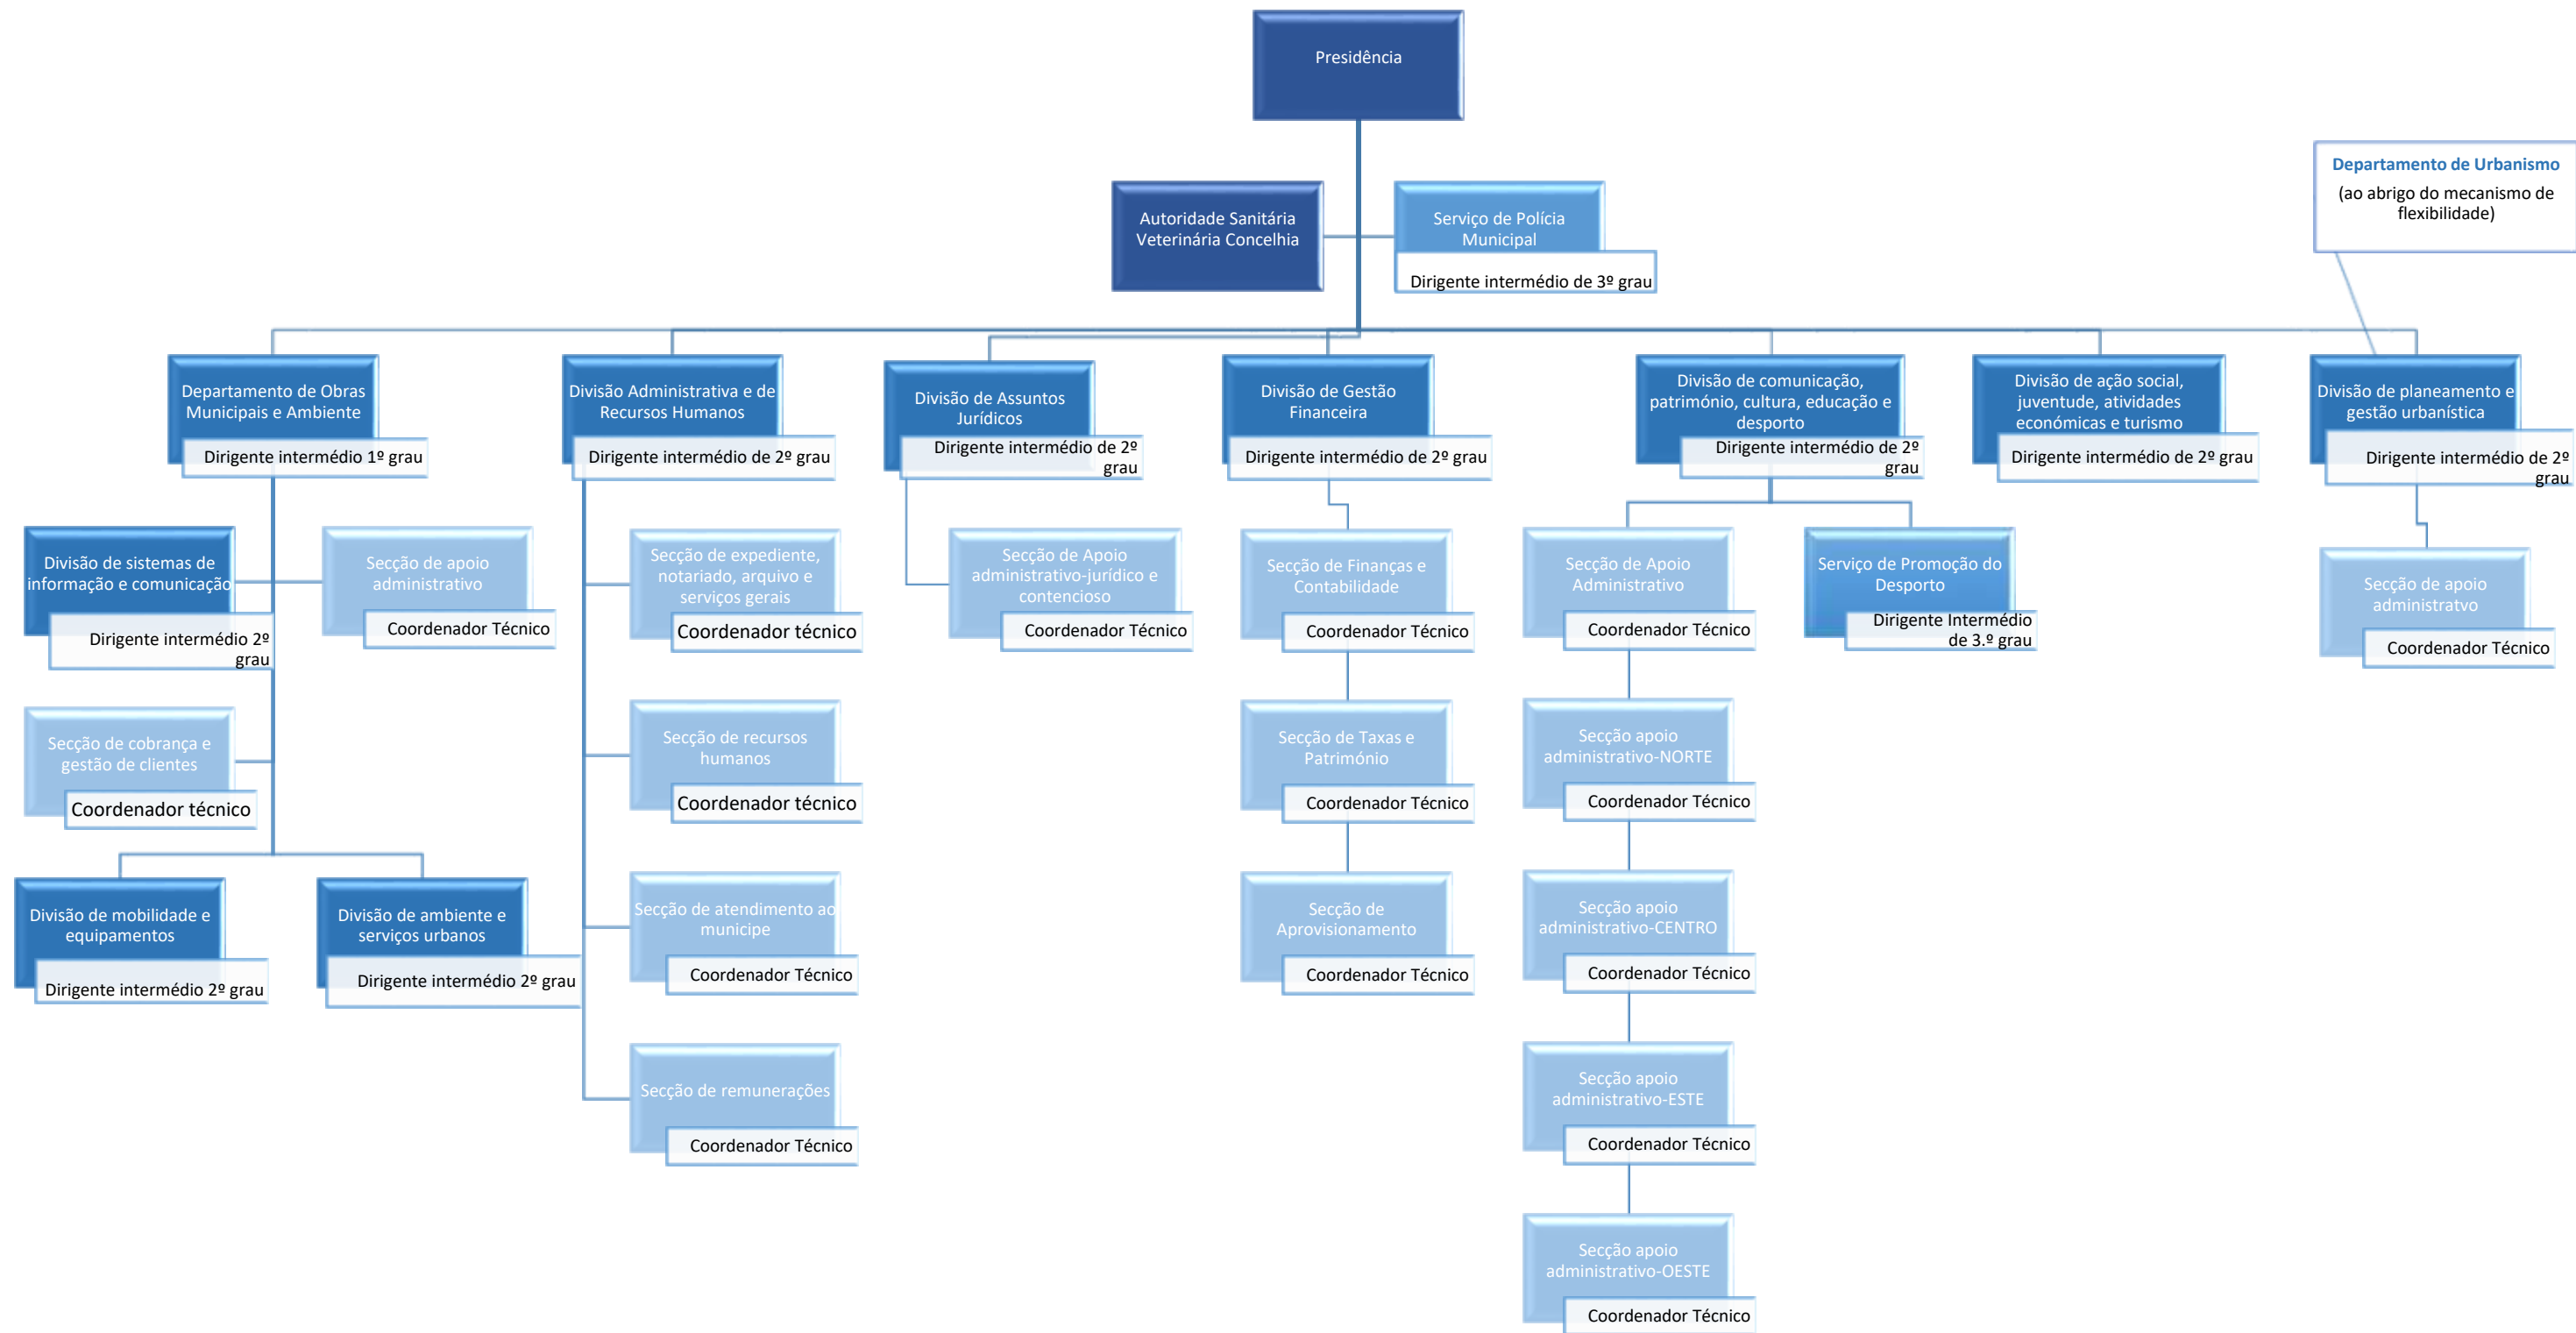 Presidência
Departamento de Urbanismo
(ao abrigo do mecanismo de
flexibilidade)
Autoridade Sanitária
Veterinária Concelhia
Serviço de Polícia
Municipal
Dirigente intermédio de 3º grau
Departamento de Obras
Municipais e Ambiente
Dirigente intermédio 1º grau
Divisão Administrativa e de
Recursos Humanos
Dirigente intermédio de 2º grau
Divisão de Assuntos
Jurídicos
Dirigente intermédio de 2º
grau
Divisão de Gestão
Financeira
Dirigente intermédio de 2º grau
Divisão de comunicação,
património, cultura, educação e
desporto
Dirigente intermédio de 2º
grau
Divisão de ação social,
juventude, atividades
económicas e turismo
Dirigente intermédio de 2º grau
Divisão de planeamento e
gestão urbanística
Dirigente intermédio de 2º
grau
Divisão de sistemas de
informação e comunicação
Dirigente intermédio 2º
grau
Secção de apoio
administrativo
Coordenador Técnico
Secção de expediente,
notariado, arquivo e
serviços gerais
Coordenador técnico
Secção de Apoio
administrativo-jurídico e
contencioso
Coordenador Técnico
Secção de Finanças e
Contabilidade
Coordenador Técnico
Secção de Apoio
Administrativo
Coordenador Técnico
Serviço de Promoção do
Desporto
Dirigente Intermédio
de 3.º grau
Secção de apoio
administratvo
Coordenador Técnico
Secção de cobrança e
gestão de clientes
Coordenador técnico
Secção de recursos
humanos
Coordenador técnico
Secção de Taxas e
Património
Coordenador Técnico
Secção apoio
administrativo-NORTE
Coordenador Técnico
Divisão de mobilidade e
equipamentos
Dirigente intermédio 2º grau
Divisão de ambiente e
serviços urbanos
Dirigente intermédio 2º grau
Secção de atendimento ao
municipe
Coordenador Técnico
Secção de
Aprovisionamento
Coordenador Técnico
Secção apoio
administrativo-CENTRO
Coordenador Técnico
Secção de remunerações
Coordenador Técnico
Secção apoio
administrativo-ESTE
Coordenador Técnico
Secção apoio
administrativo-OESTE
Coordenador Técnico